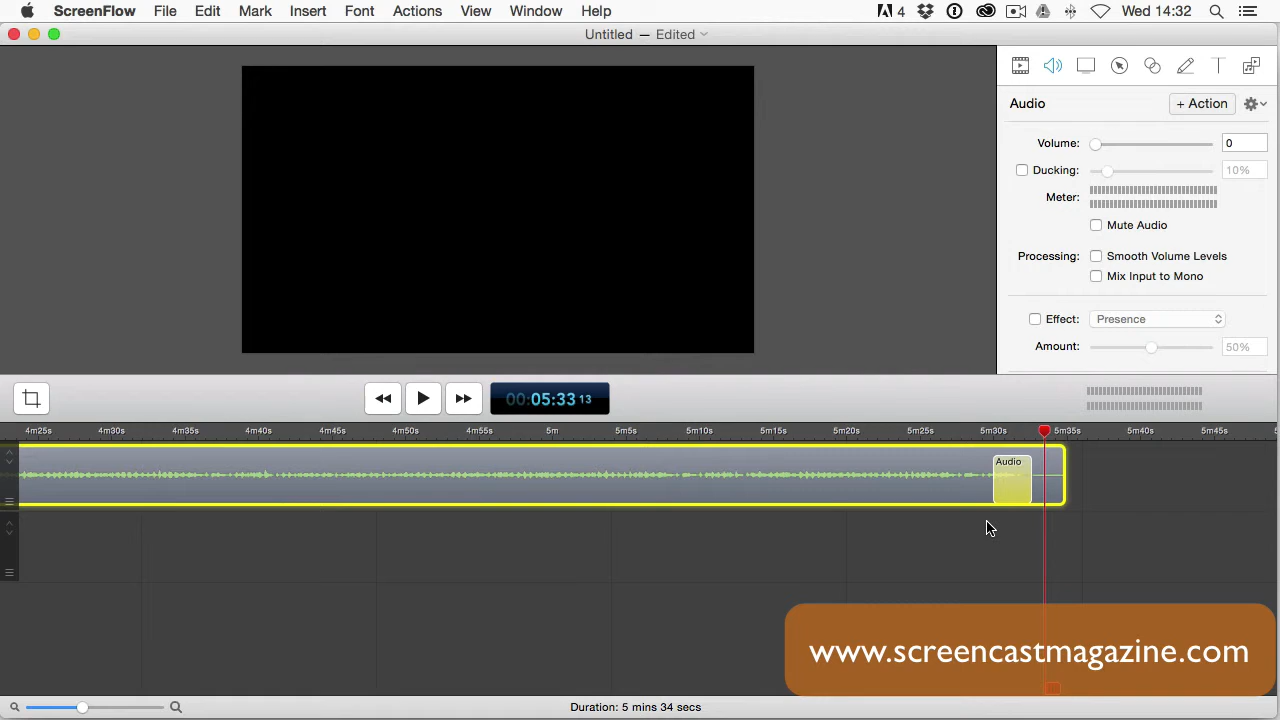 ScreenFlow File Edit Mark Insert Font Actions View Window Help 4 Wed 14:32
Untitled — Edited
Audio + Action
Volume: 0
Ducking: 10%
Meter:
Mute Audio
Processing: Smooth Volume Levels
Mix Input to Mono
Effect: Presence
Amount: 50%
00:05:33 13
4m25s 4m30s 4m35s 4m40s 4m45s 4m50s 4m55s 5m 5m5s 5m10s 5m15s 5m20s 5m25s 5m30s 5m35s 5m40s 5m45s
Audio
www.screencastmagazine.com
Duration: 5 mins 34 secs